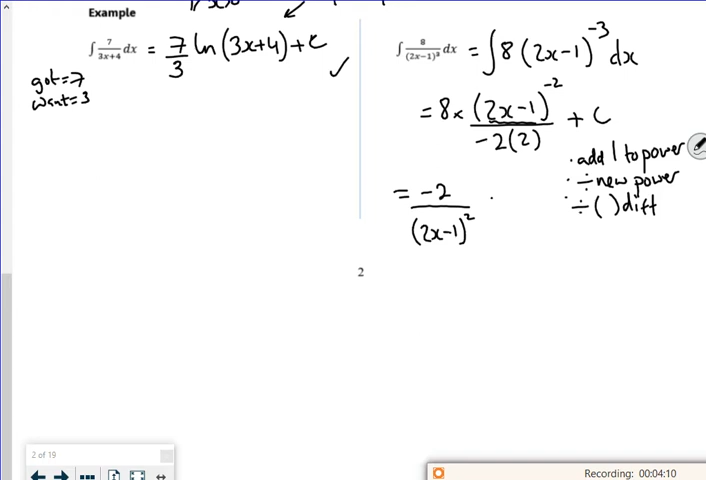 Example
∫ 7/(3x+4) dx = 7/3 ln(3x+4)+c ✓
got=7
want=3
∫ 8/(2x-1)³ dx = ∫8(2x-1)⁻³dx
= 8× (2x-1)⁻²/-2(2) + C
· add 1 to power
· ÷ new power
· ÷ ( ) diff
= -2/(2x-1)²
2
2 of 19
Recording: 00:04:10